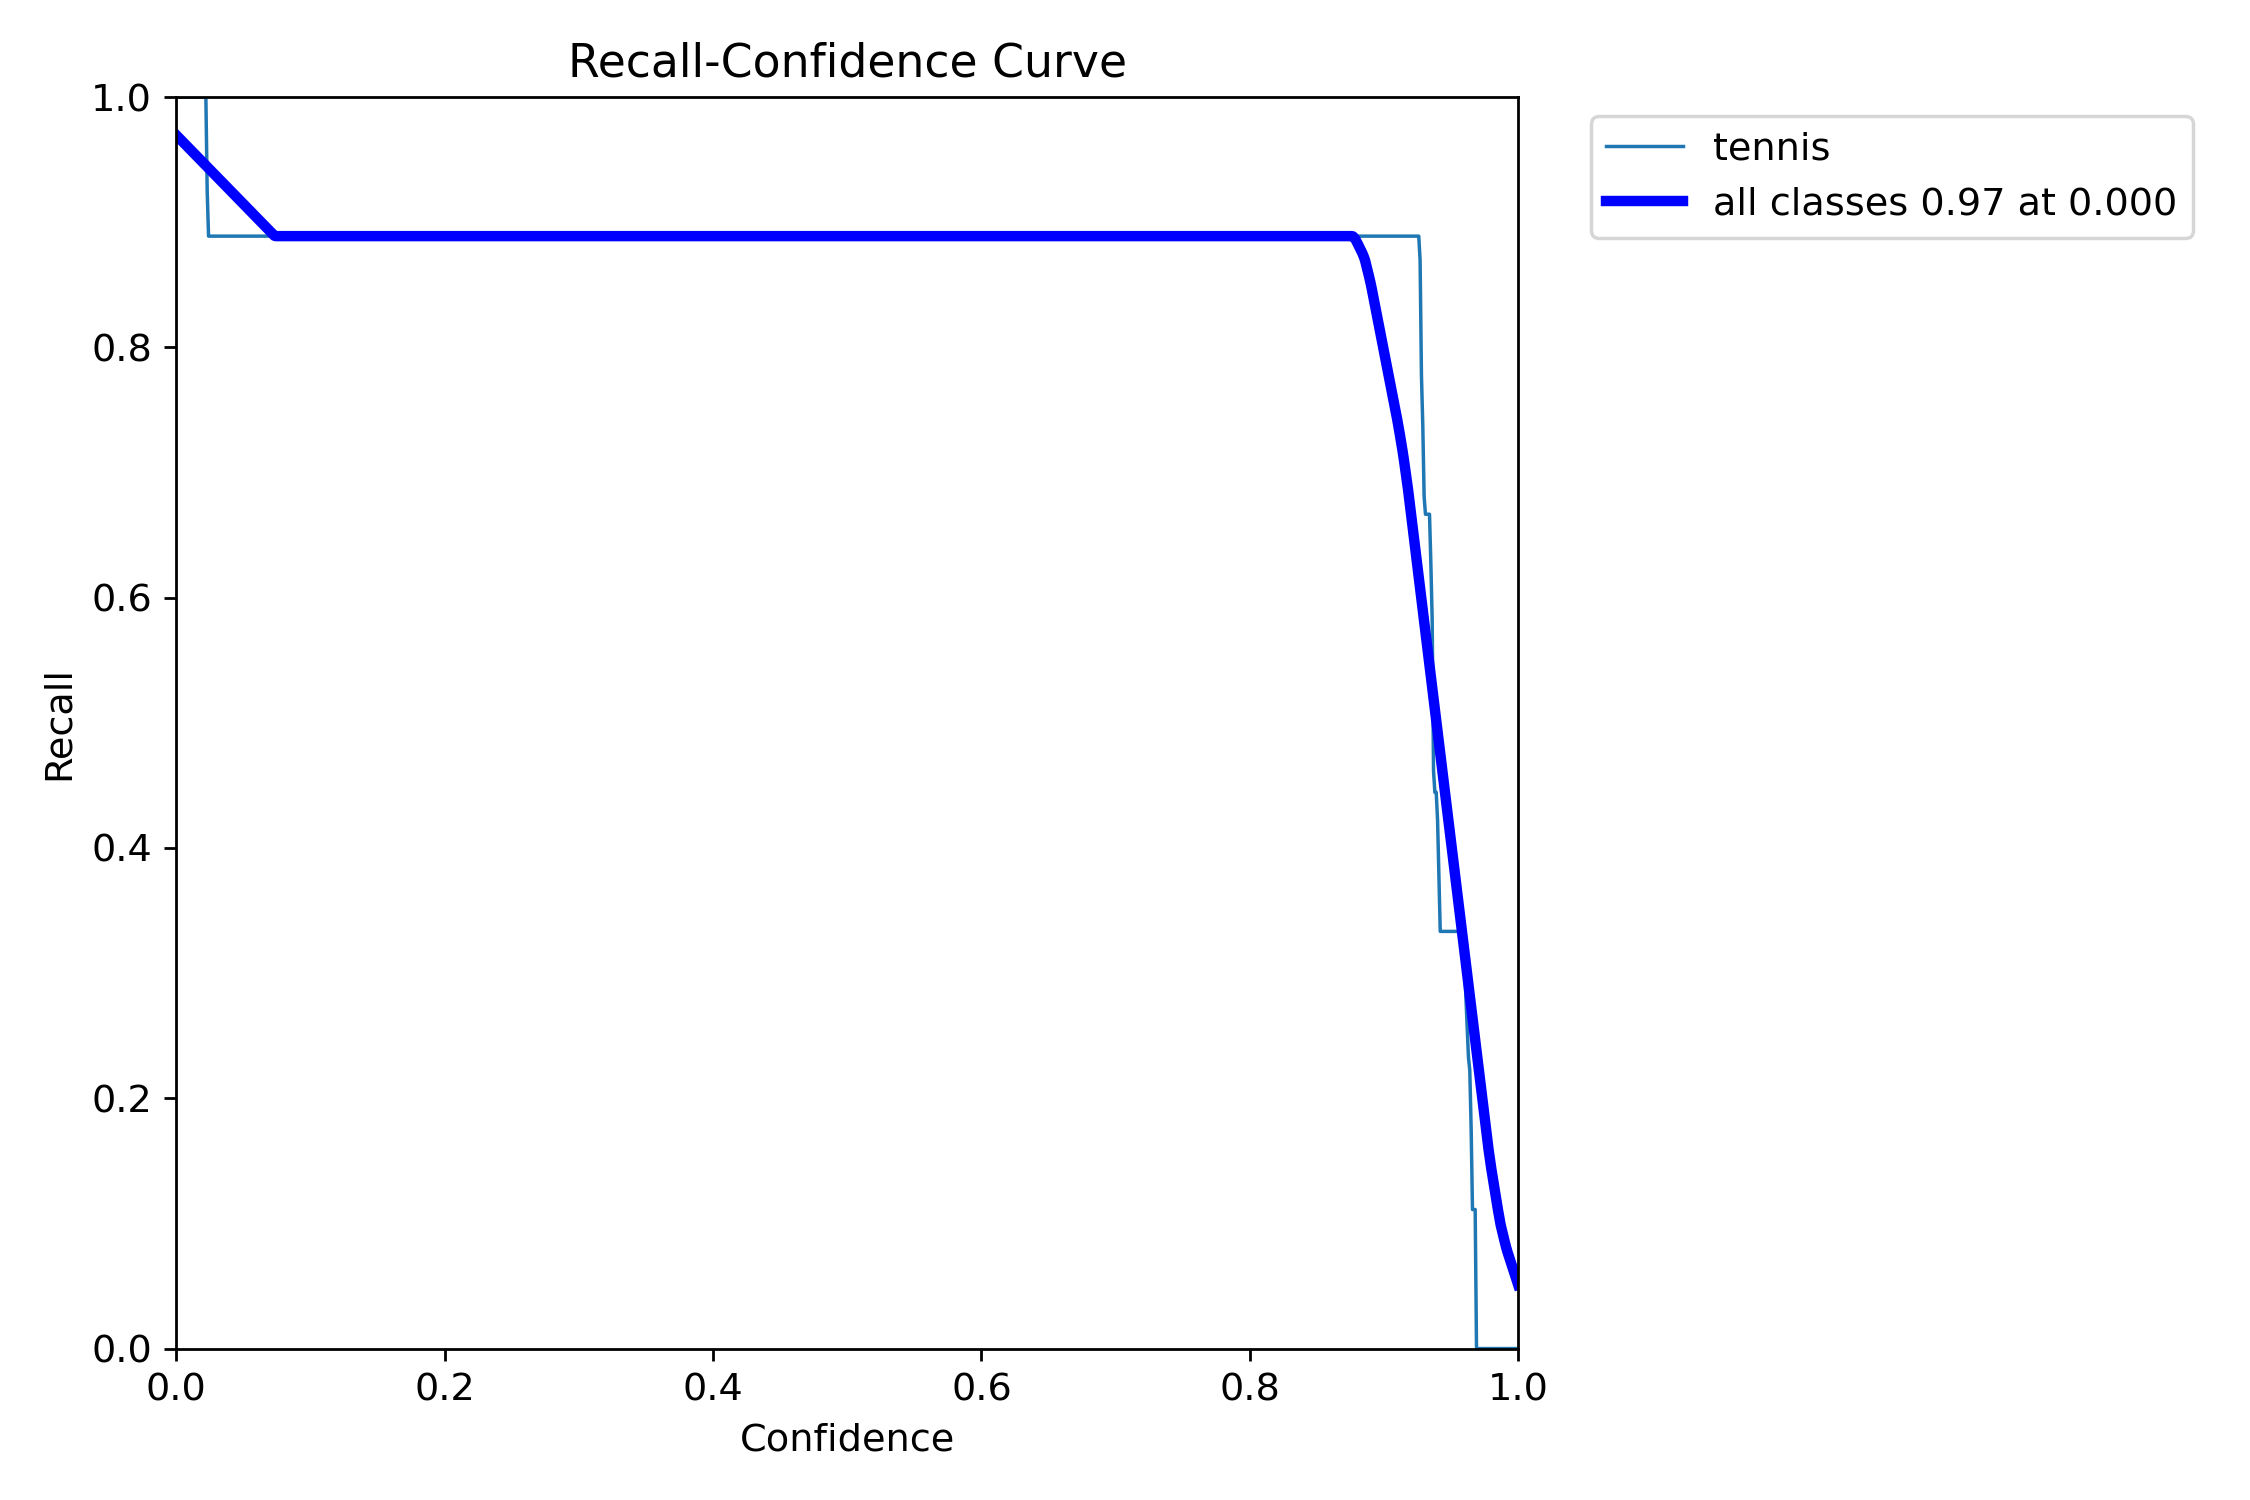 Recall-Confidence Curve
1.0
0.8
0.6
0.4
0.2
0.0
Recall
0.0 0.2 0.4 0.6 0.8 1.0
Confidence
tennis
all classes 0.97 at 0.000